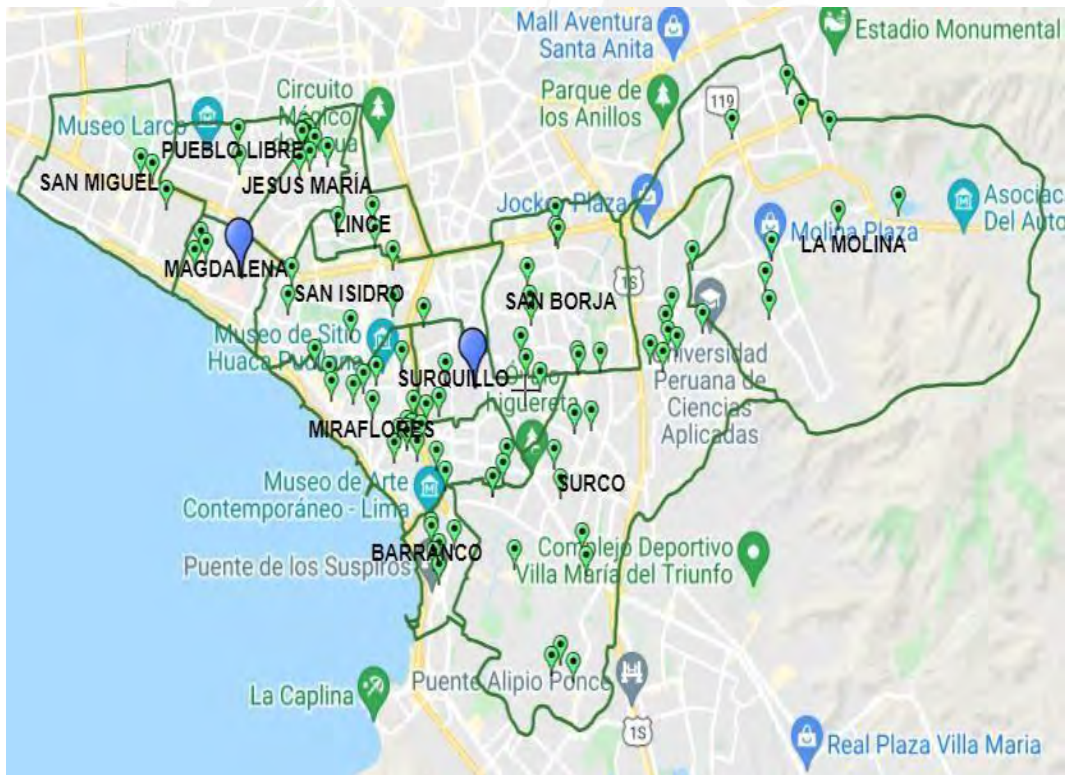 Mall Aventura
Santa Anita
Estadio Monumental
Circuito
Mágico
Parque de
los Anillos
119
Museo Larco
PUEBLO LIBRE
SAN MIGUEL
JESUS MARÍA
LINCE
Jockey Plaza
Molina Plaza
LA MOLINA
Asociac
Del Auto
MAGDALENA
SAN ISIDRO
1S
SAN BORJA
Museo de Sitio
Huaca Pucllana
SURQUILLO
Higuereta
Universidad
Peruana de
Ciencias
Aplicadas
MIRAFLORES
SURCO
Museo de Arte
Contemporáneo - Lima
BARRANCO
Puente de los Suspiros
Complejo Deportivo
Villa María del Triunfo
La Caplina
Puente Alipio Ponce
1S
Real Plaza Villa Maria